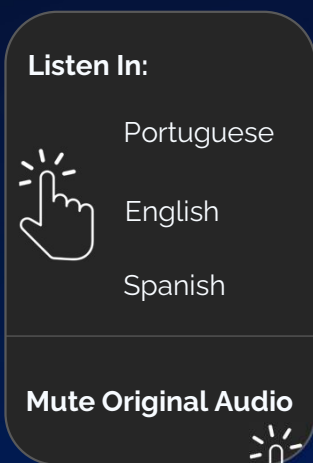 Listen In:
Portuguese
English
Spanish
Mute Original Audio